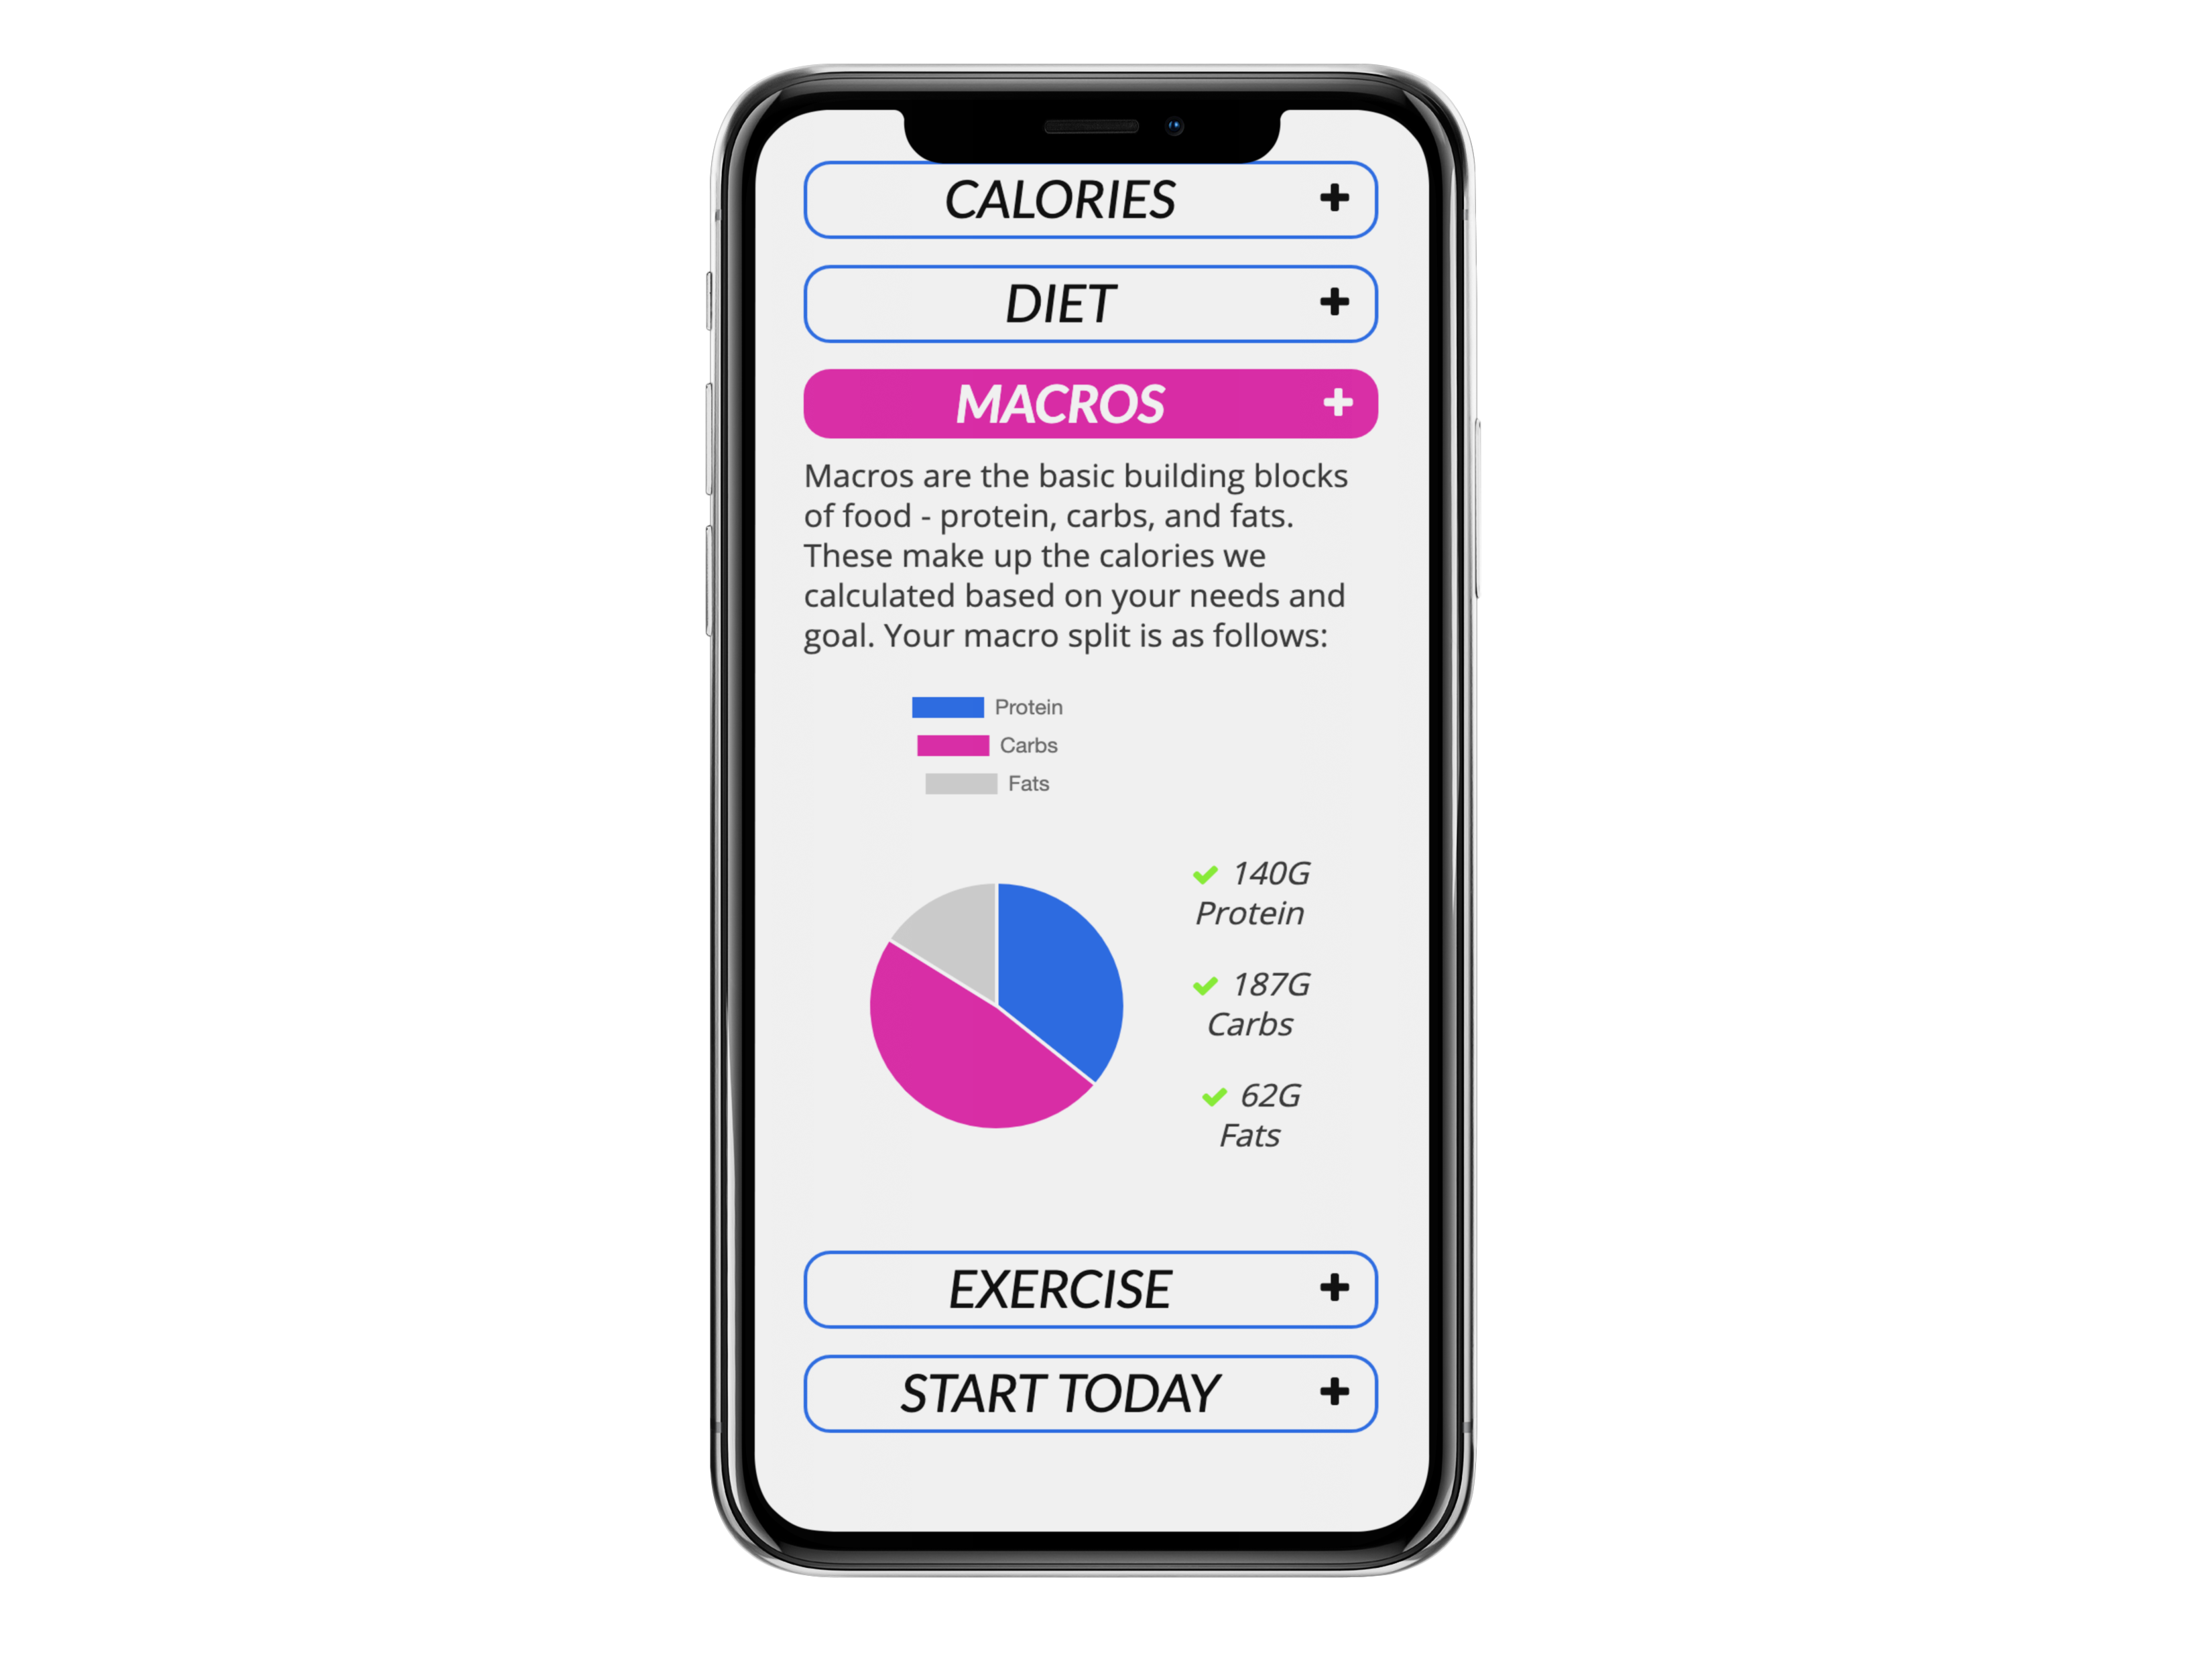 CALORIES +
DIET +
MACROS +
Macros are the basic building blocks
of food - protein, carbs, and fats.
These make up the calories we
calculated based on your needs and
goal. Your macro split is as follows:
Protein
Carbs
Fats
140G
Protein
187G
Carbs
62G
Fats
EXERCISE +
START TODAY +